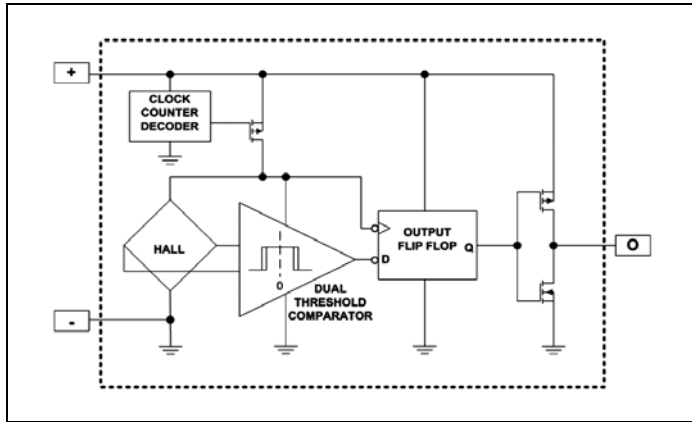 +
CLOCK
COUNTER
DECODER
HALL
0
DUAL
THRESHOLD
COMPARATOR
D
OUTPUT
FLIP FLOP
Q
O
-